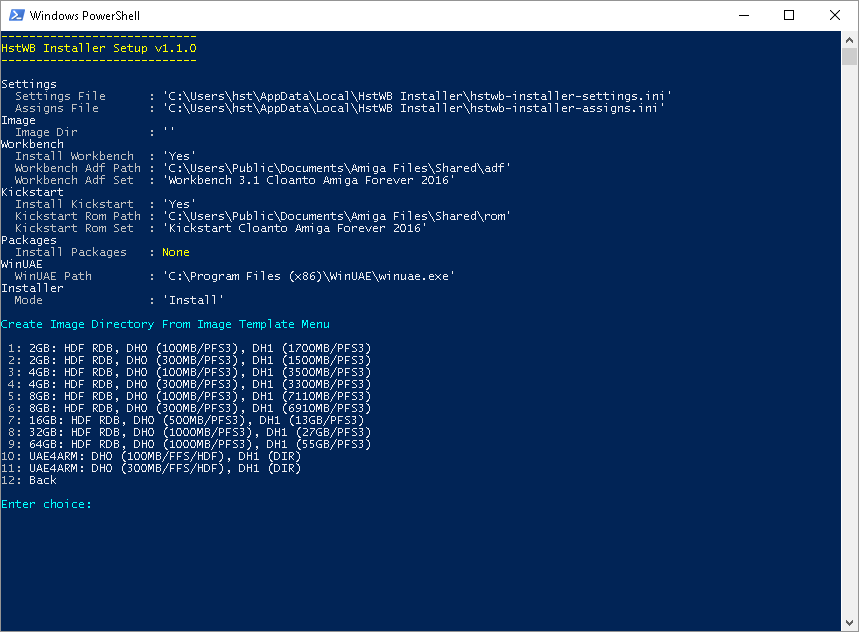 Windows PowerShell
----------------------------
HstWB Installer Setup v1.1.0
----------------------------
Settings
  Settings File      : 'C:\Users\hst\AppData\Local\HstWB Installer\hstwb-installer-settings.ini'
  Assigns File       : 'C:\Users\hst\AppData\Local\HstWB Installer\hstwb-installer-assigns.ini'
Image
  Image Dir          : ''
Workbench
  Install Workbench  : 'Yes'
  Workbench Adf Path : 'C:\Users\Public\Documents\Amiga Files\Shared\adf'
  Workbench Adf Set  : 'Workbench 3.1 Cloanto Amiga Forever 2016'
Kickstart
  Install Kickstart  : 'Yes'
  Kickstart Rom Path : 'C:\Users\Public\Documents\Amiga Files\Shared\rom'
  Kickstart Rom Set  : 'Kickstart Cloanto Amiga Forever 2016'
Packages
  Install Packages   : None
WinUAE
  WinUAE Path        : 'C:\Program Files (x86)\WinUAE\winuae.exe'
Installer
  Mode               : 'Install'
Create Image Directory From Image Template Menu
 1: 2GB: HDF RDB, DH0 (100MB/PFS3), DH1 (1700MB/PFS3)
 2: 2GB: HDF RDB, DH0 (300MB/PFS3), DH1 (1500MB/PFS3)
 3: 4GB: HDF RDB, DH0 (100MB/PFS3), DH1 (3500MB/PFS3)
 4: 4GB: HDF RDB, DH0 (300MB/PFS3), DH1 (3300MB/PFS3)
 5: 8GB: HDF RDB, DH0 (100MB/PFS3), DH1 (7110MB/PFS3)
 6: 8GB: HDF RDB, DH0 (300MB/PFS3), DH1 (6910MB/PFS3)
 7: 16GB: HDF RDB, DH0 (500MB/PFS3), DH1 (13GB/PFS3)
 8: 32GB: HDF RDB, DH0 (1000MB/PFS3), DH1 (27GB/PFS3)
 9: 64GB: HDF RDB, DH0 (1000MB/PFS3), DH1 (55GB/PFS3)
10: UAE4ARM: DH0 (100MB/FFS/HDF), DH1 (DIR)
11: UAE4ARM: DH0 (300MB/FFS/HDF), DH1 (DIR)
12: Back
Enter choice: